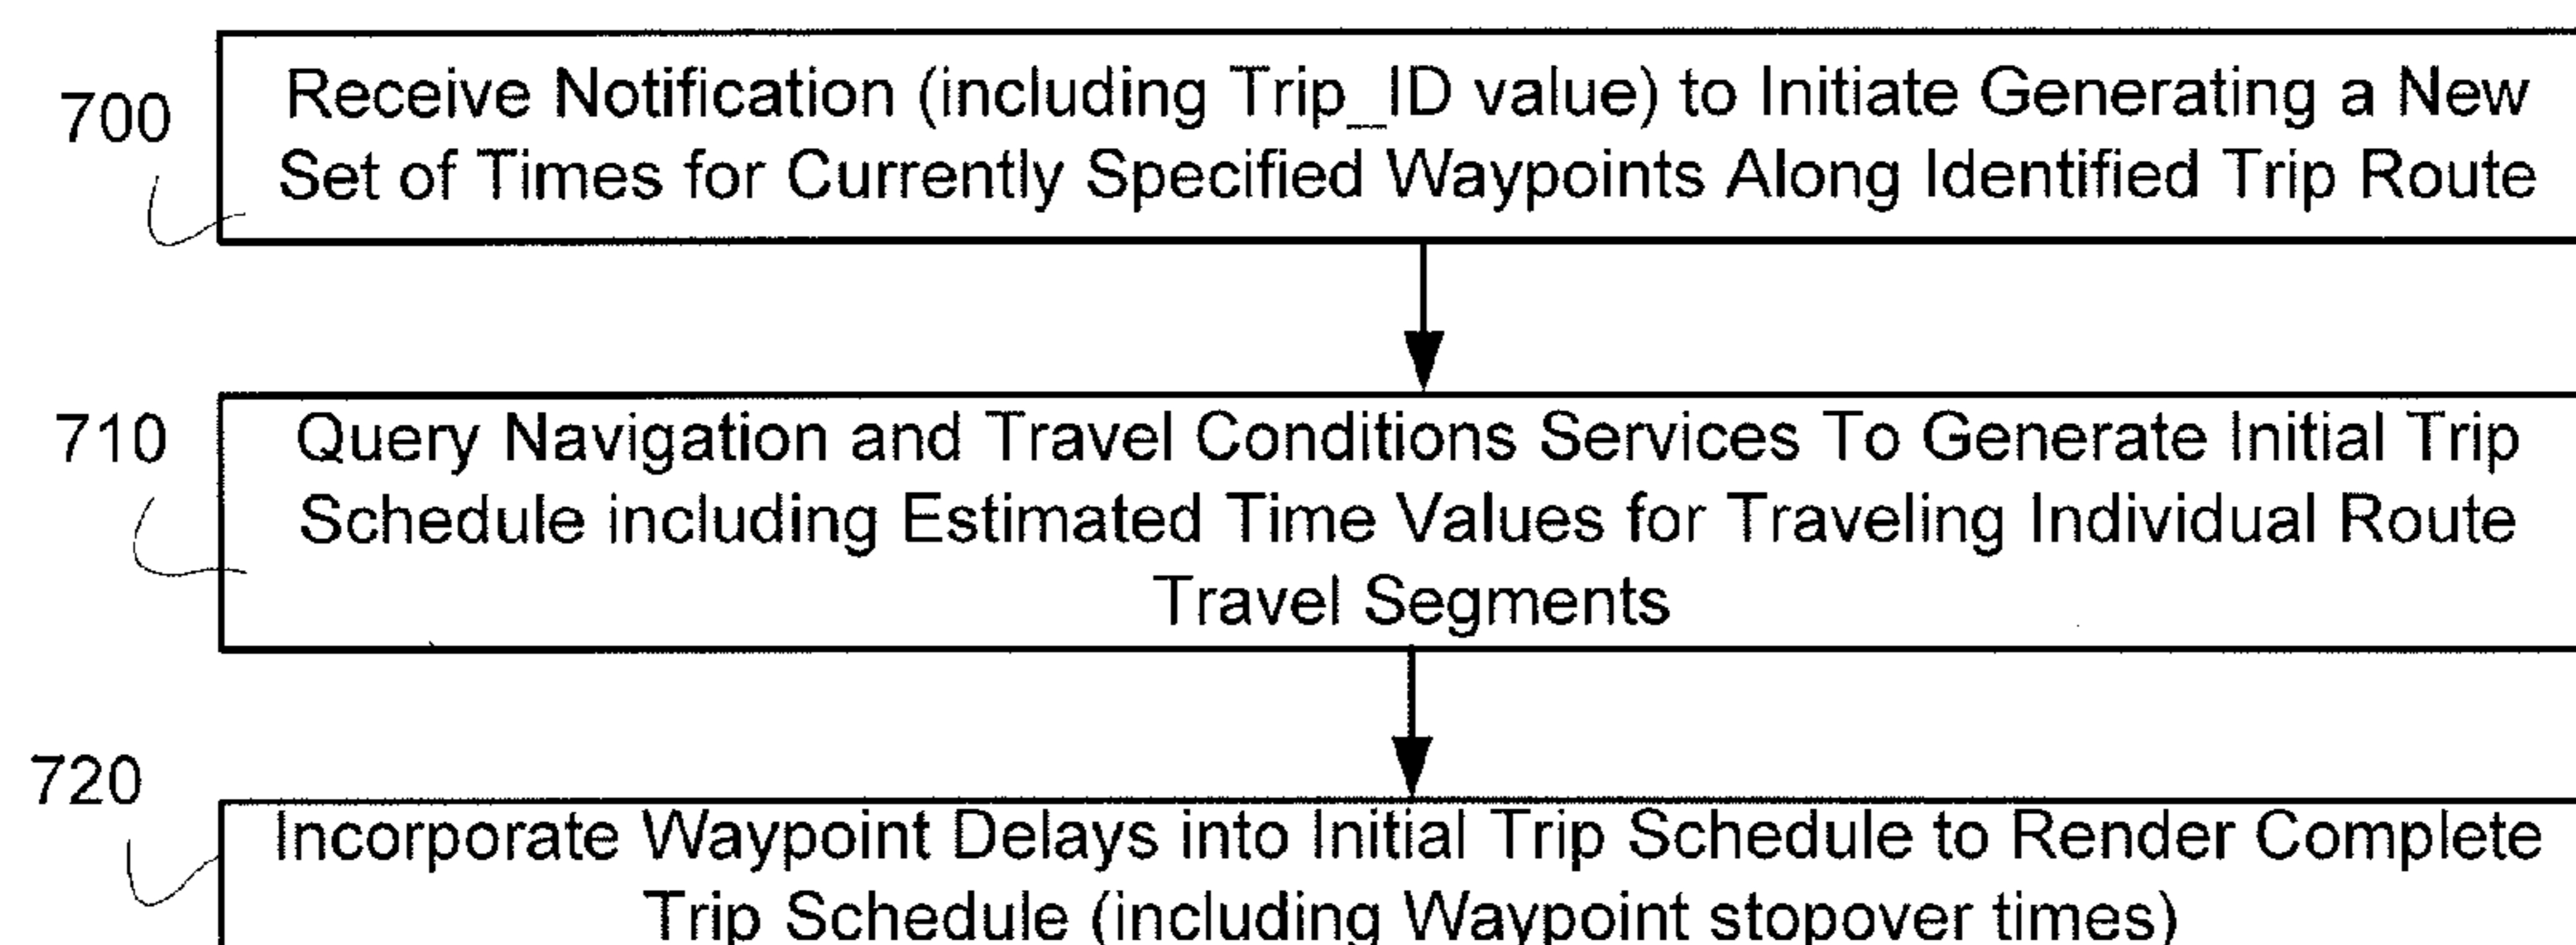 700
Receive Notification (including Trip_ID value) to Initiate Generating a New
Set of Times for Currently Specified Waypoints Along Identified Trip Route
710
Query Navigation and Travel Conditions Services To Generate Initial Trip
Schedule including Estimated Time Values for Traveling Individual Route
Travel Segments
720
Incorporate Waypoint Delays into Initial Trip Schedule to Render Complete
Trip Schedule (including Waypoint stopover times)